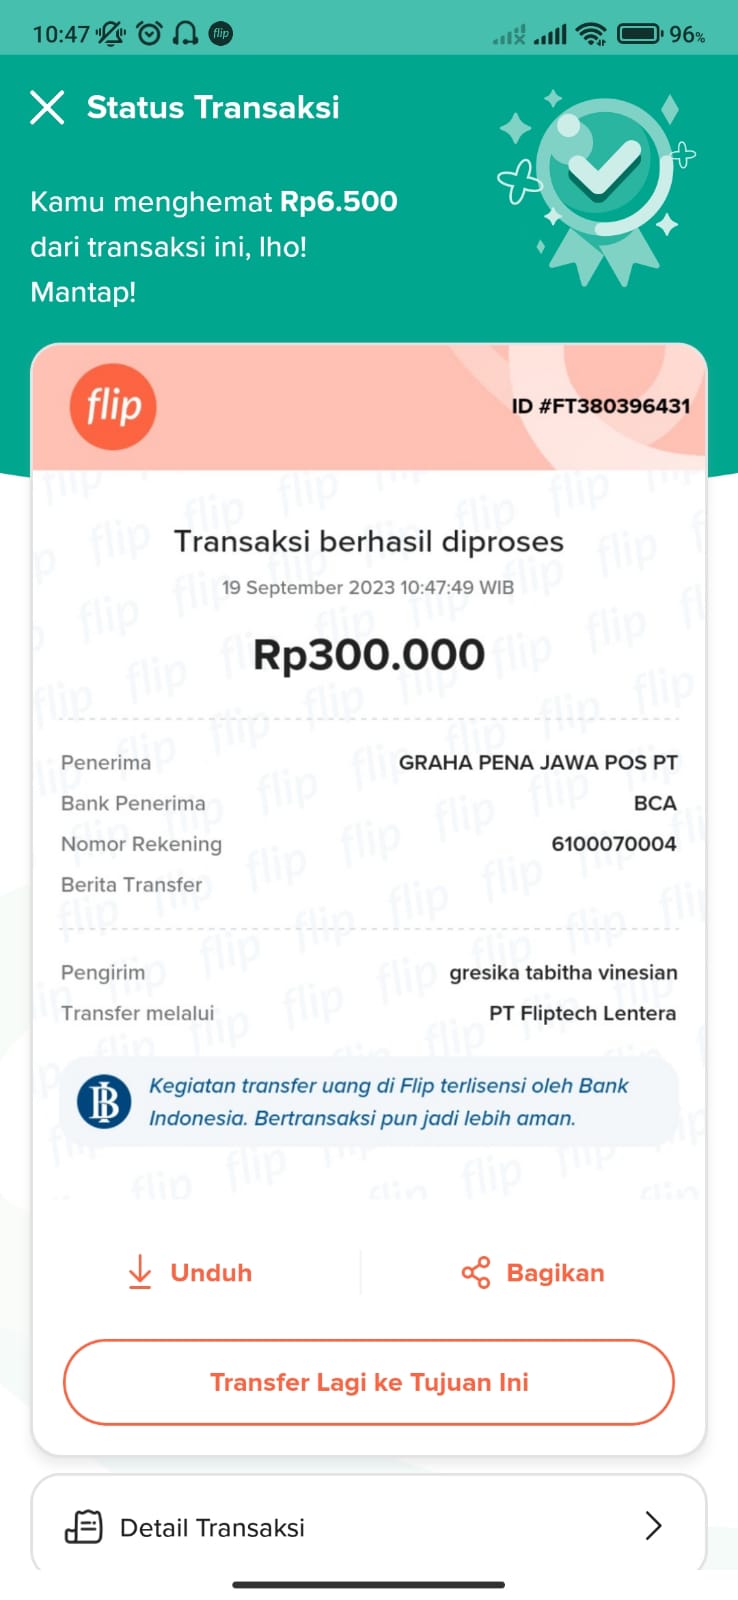 10:47 flip 96%
Status Transaksi
Kamu menghemat Rp6.500
dari transaksi ini, lho!
Mantap!
flip ID #FT380396431
Transaksi berhasil diproses
19 September 2023 10:47:49 WIB
Rp300.000
Penerima GRAHA PENA JAWA POS PT
Bank Penerima BCA
Nomor Rekening 6100070004
Berita Transfer
Pengirim gresika tabitha vinesian
Transfer melalui PT Fliptech Lentera
Kegiatan transfer uang di Flip terlisensi oleh Bank
Indonesia. Bertransaksi pun jadi lebih aman.
Unduh Bagikan
Transfer Lagi ke Tujuan Ini
Detail Transaksi